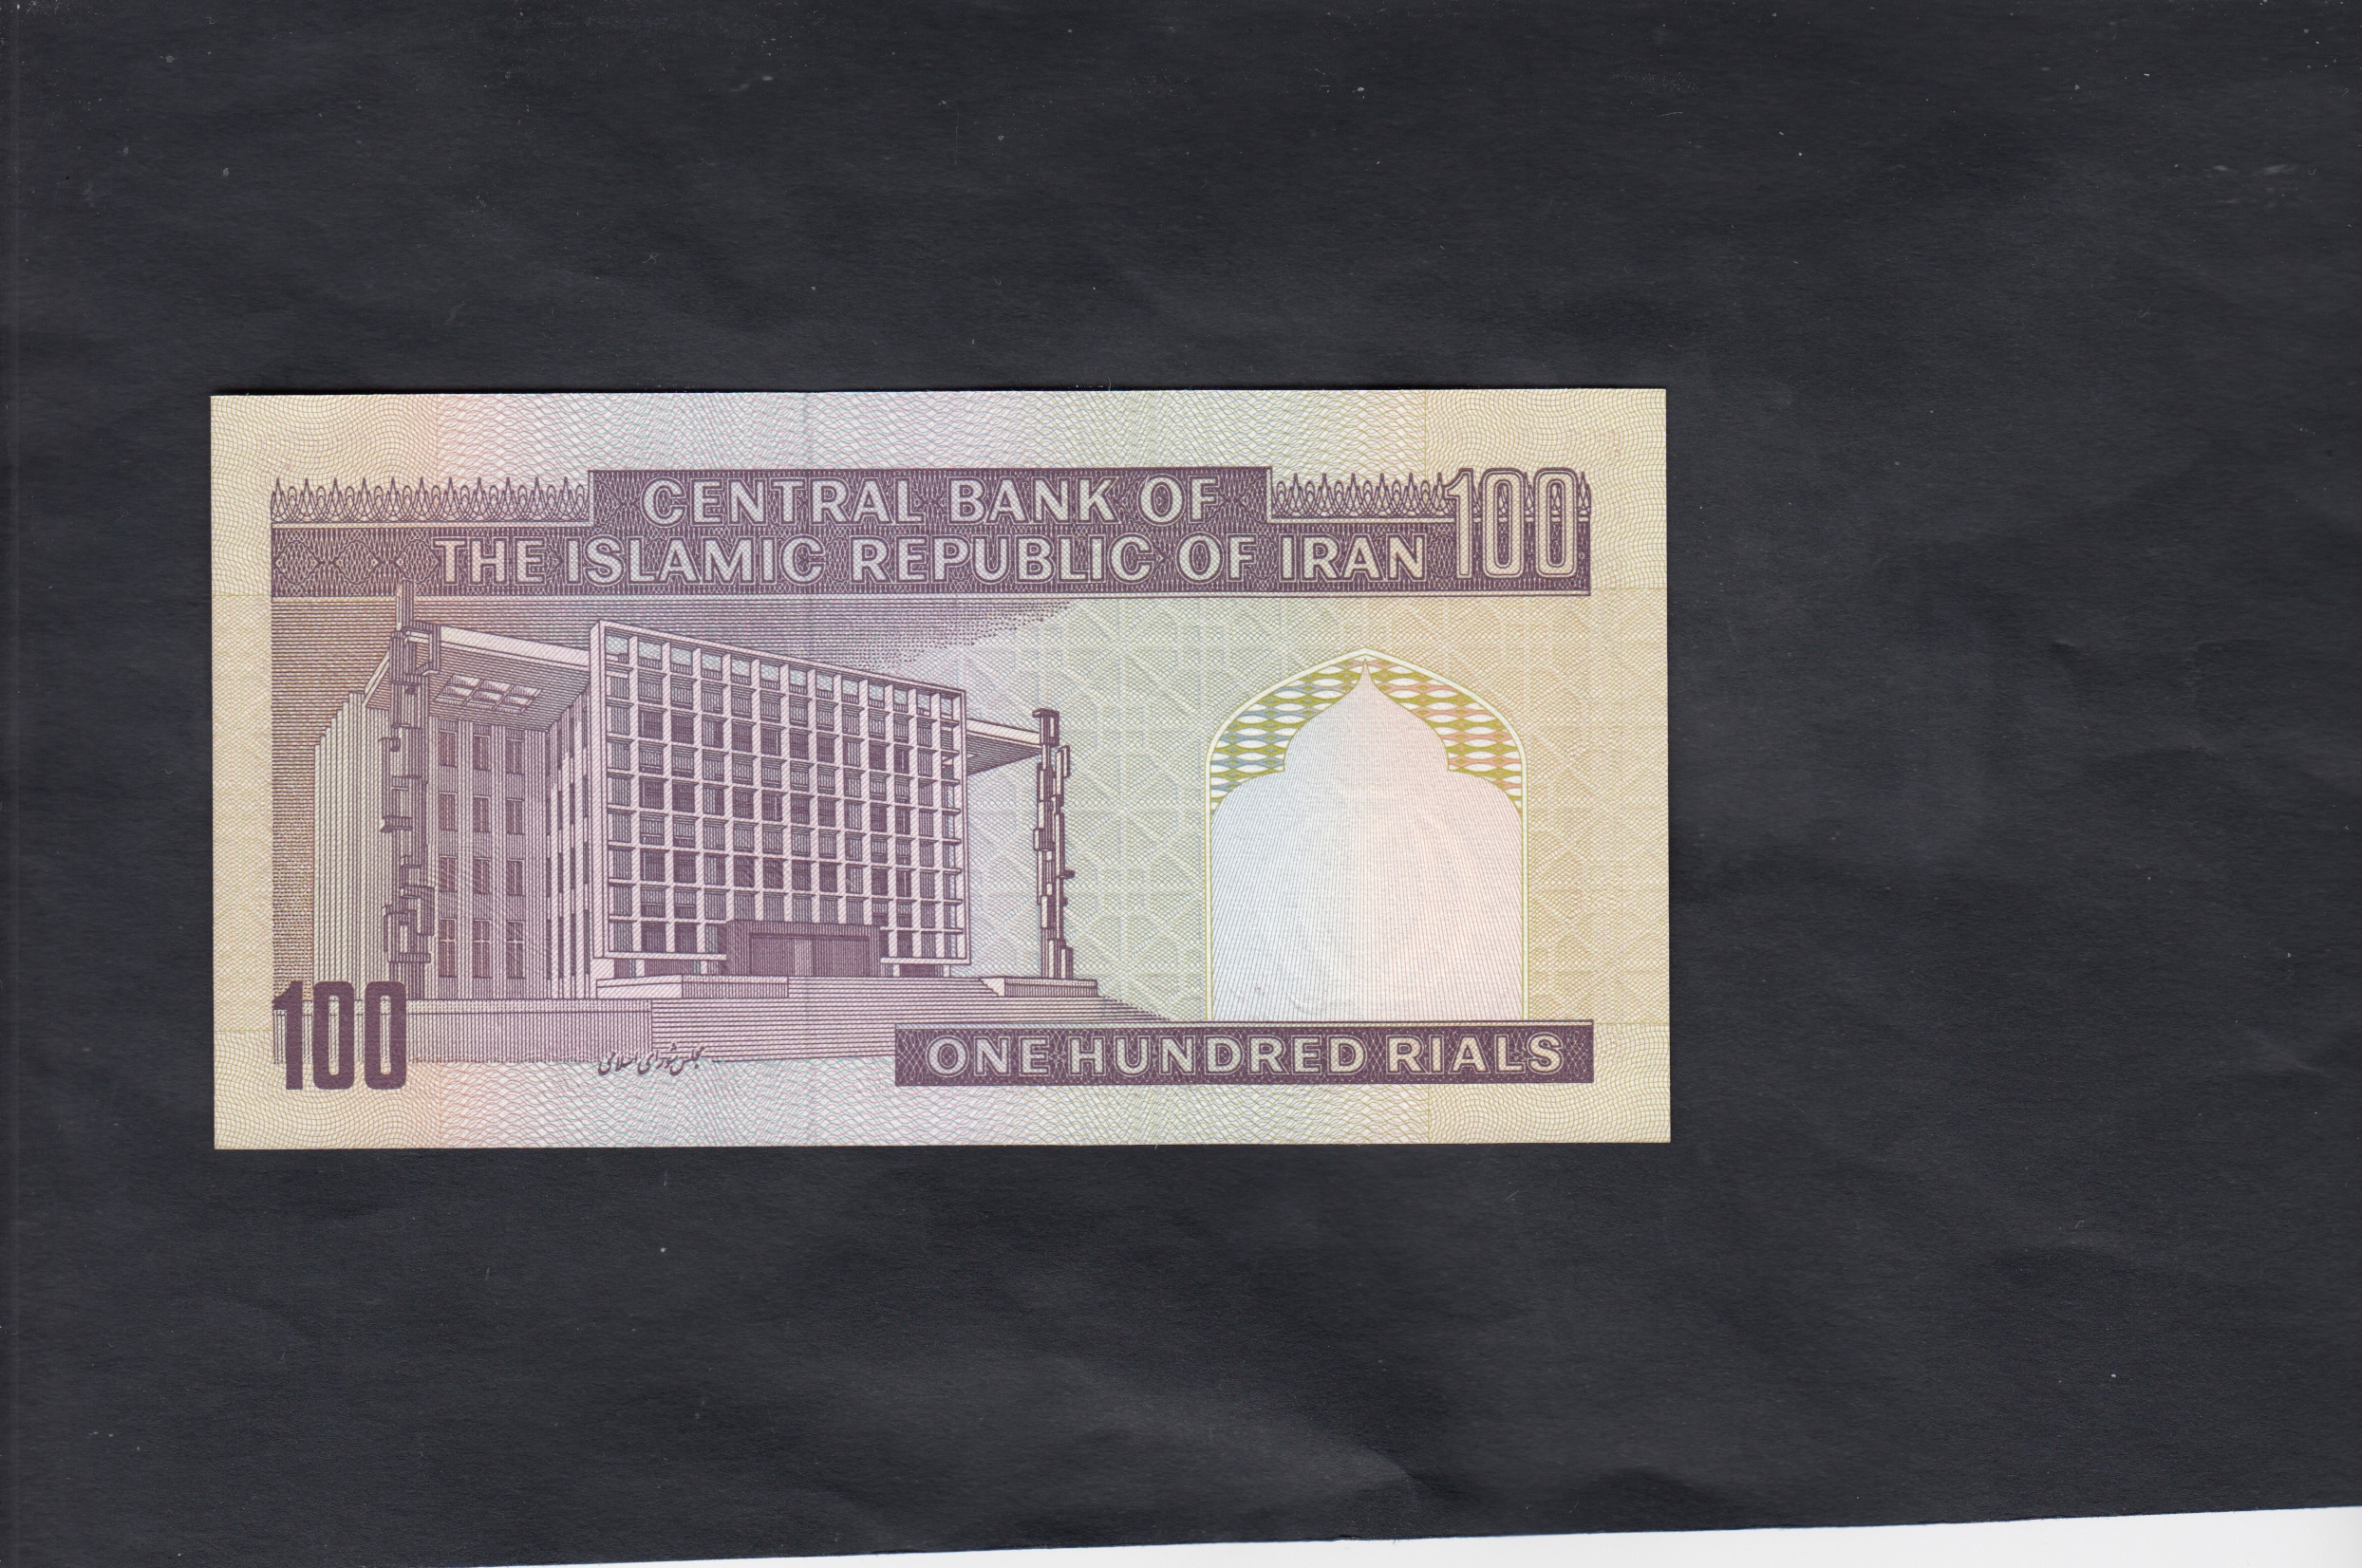 CENTRAL BANK OF
THE ISLAMIC REPUBLIC OF IRAN 100
100
مجلس شورای اسلامی
ONE HUNDRED RIALS